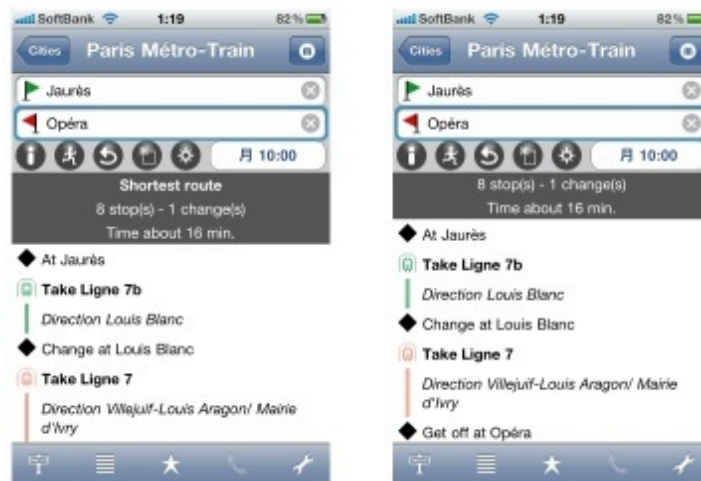 SoftBank 1:19 82%
Cities Paris Métro-Train
Jaurès
Opéra
月 10:00
Shortest route
8 stop(s) - 1 change(s)
Time about 16 min.
At Jaurès
Take Ligne 7b
Direction Louis Blanc
Change at Louis Blanc
Take Ligne 7
Direction Villejuif-Louis Aragon/ Mairie
d'Ivry
SoftBank 1:19 82%
Cities Paris Métro-Train
Jaurès
Opéra
月 10:00
8 stop(s) - 1 change(s)
Time about 16 min.
At Jaurès
Take Ligne 7b
Direction Louis Blanc
Change at Louis Blanc
Take Ligne 7
Direction Villejuif-Louis Aragon/ Mairie
d'Ivry
Get off at Opéra